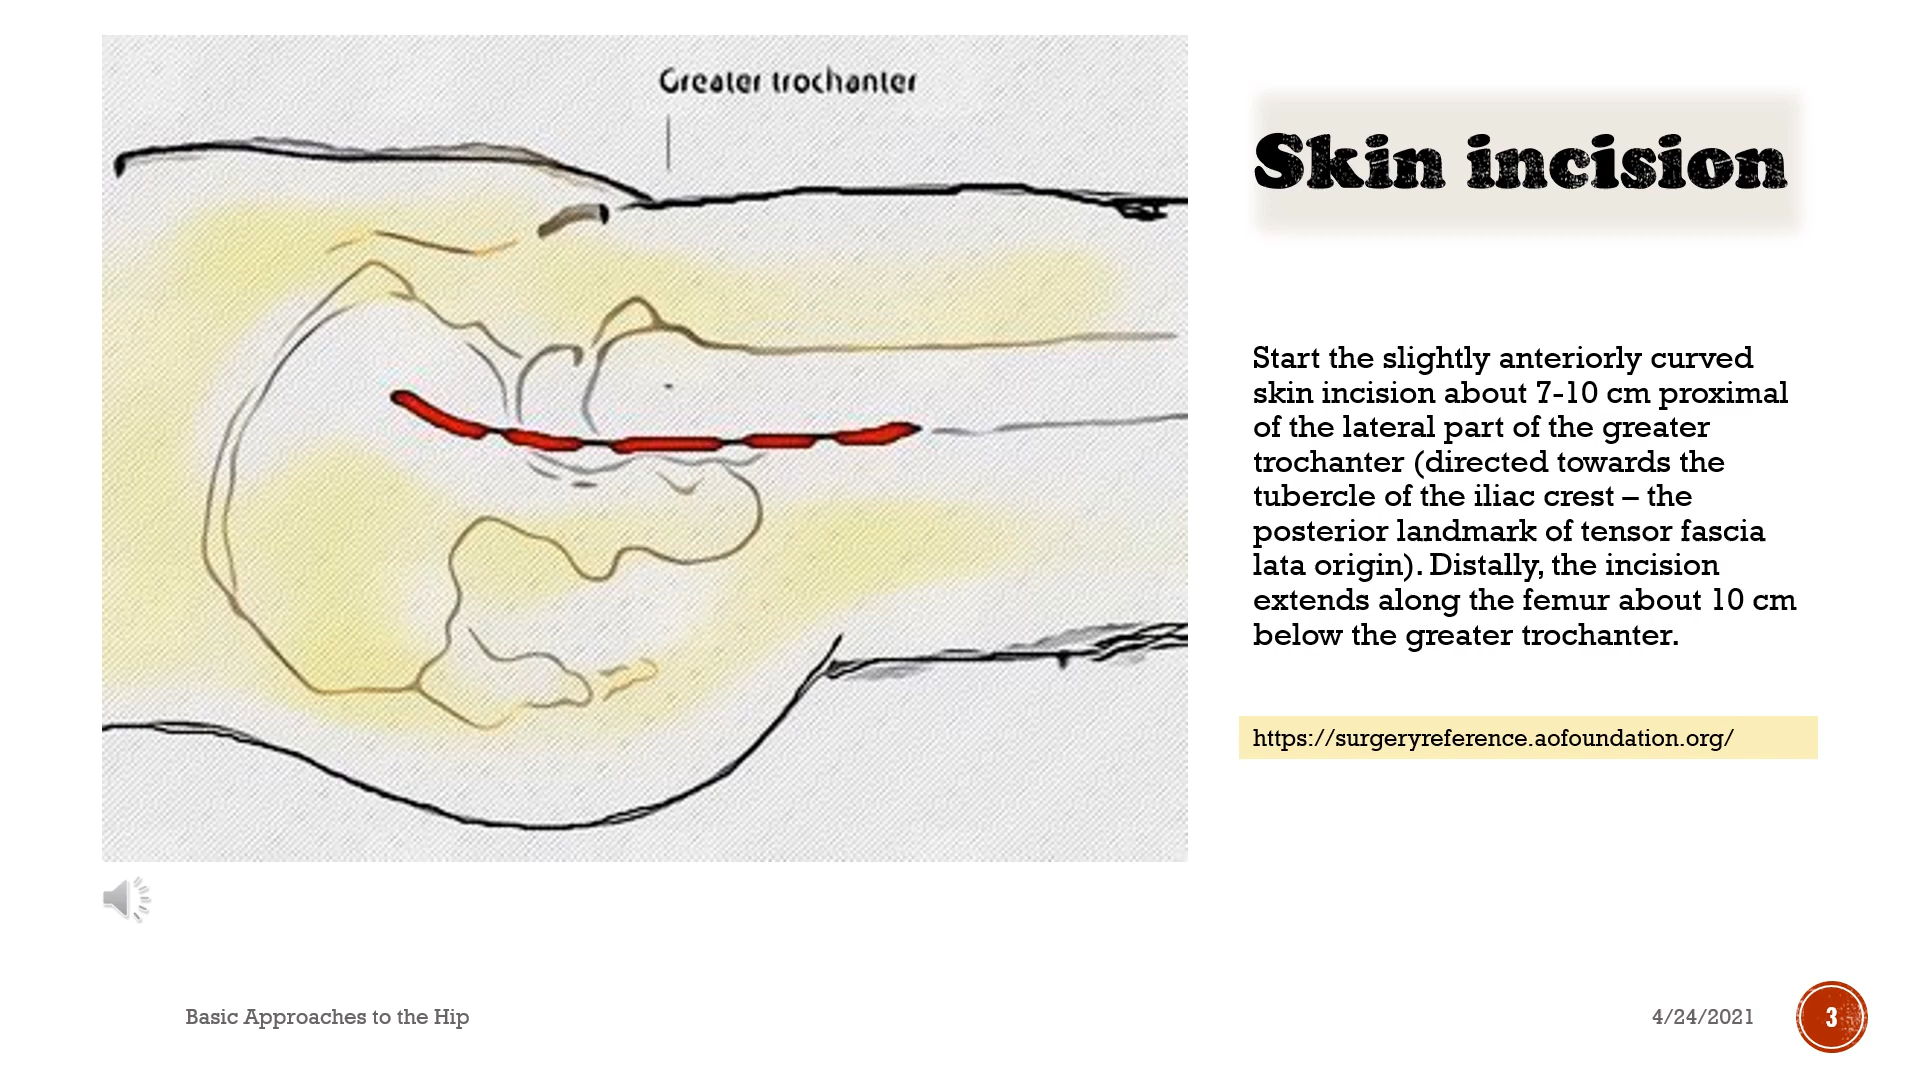 Greater trochanter
Skin incision
Start the slightly anteriorly curved
skin incision about 7-10 cm proximal
of the lateral part of the greater
trochanter (directed towards the
tubercle of the iliac crest – the
posterior landmark of tensor fascia
lata origin). Distally, the incision
extends along the femur about 10 cm
below the greater trochanter.
https://surgeryreference.aofoundation.org/
Basic Approaches to the Hip
4/24/2021
3